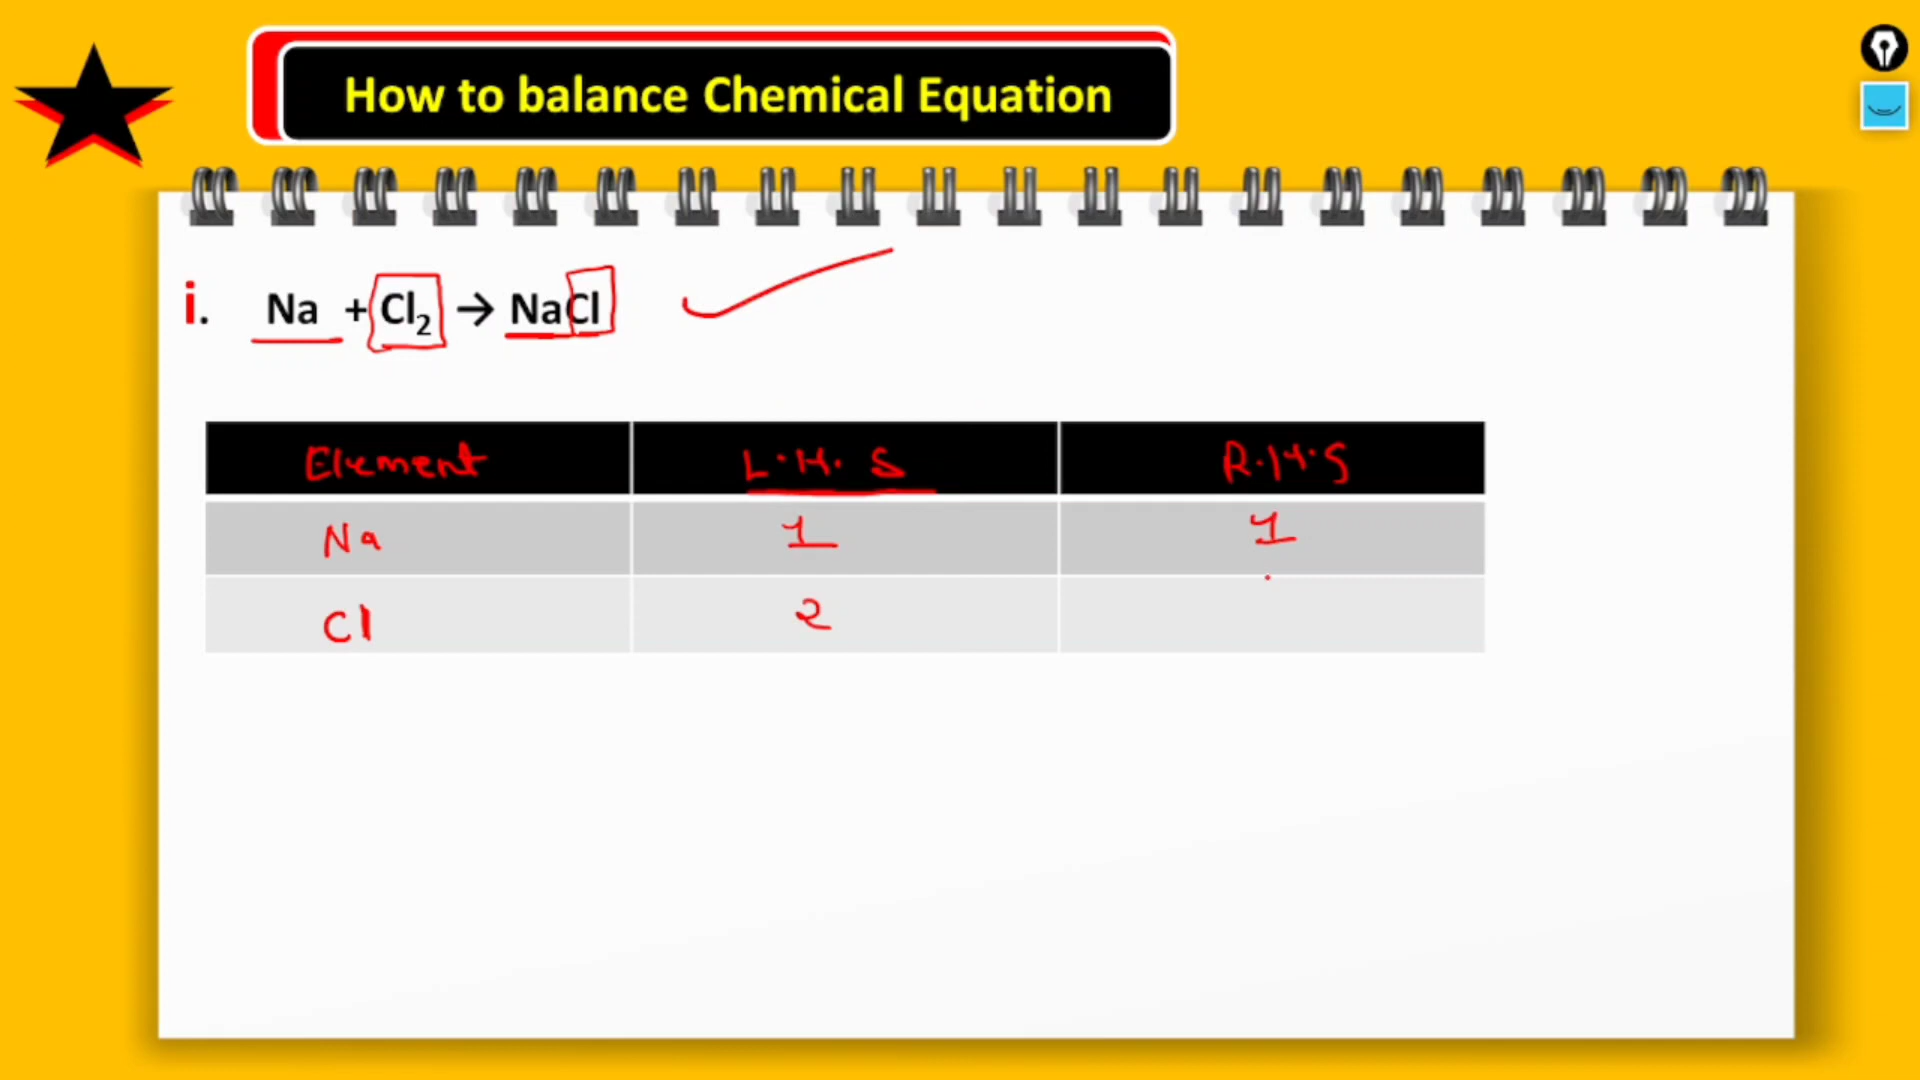 How to balance Chemical Equation
i. Na + Cl₂ → NaCl
Element L.H.S R.H.S
Na 1 1
Cl 2